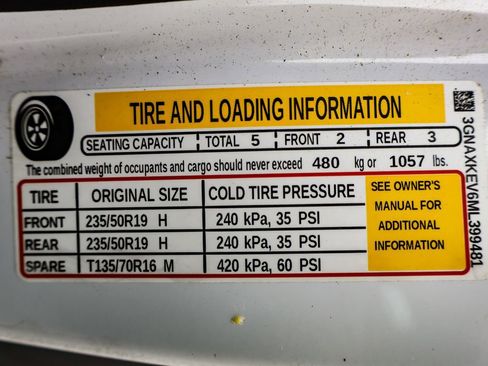 TIRE AND LOADING INFORMATION
SEATING CAPACITY TOTAL 5 FRONT 2 REAR 3
The combined weight of occupants and cargo should never exceed 480 kg or 1057 lbs.
TIRE ORIGINAL SIZE COLD TIRE PRESSURE
FRONT 235/50R19 H 240 kPa, 35 PSI
REAR 235/50R19 H 240 kPa, 35 PSI
SPARE T135/70R16 M 420 kPa, 60 PSI
SEE OWNER'S
MANUAL FOR
ADDITIONAL
INFORMATION
3GNAXKEV6ML399481